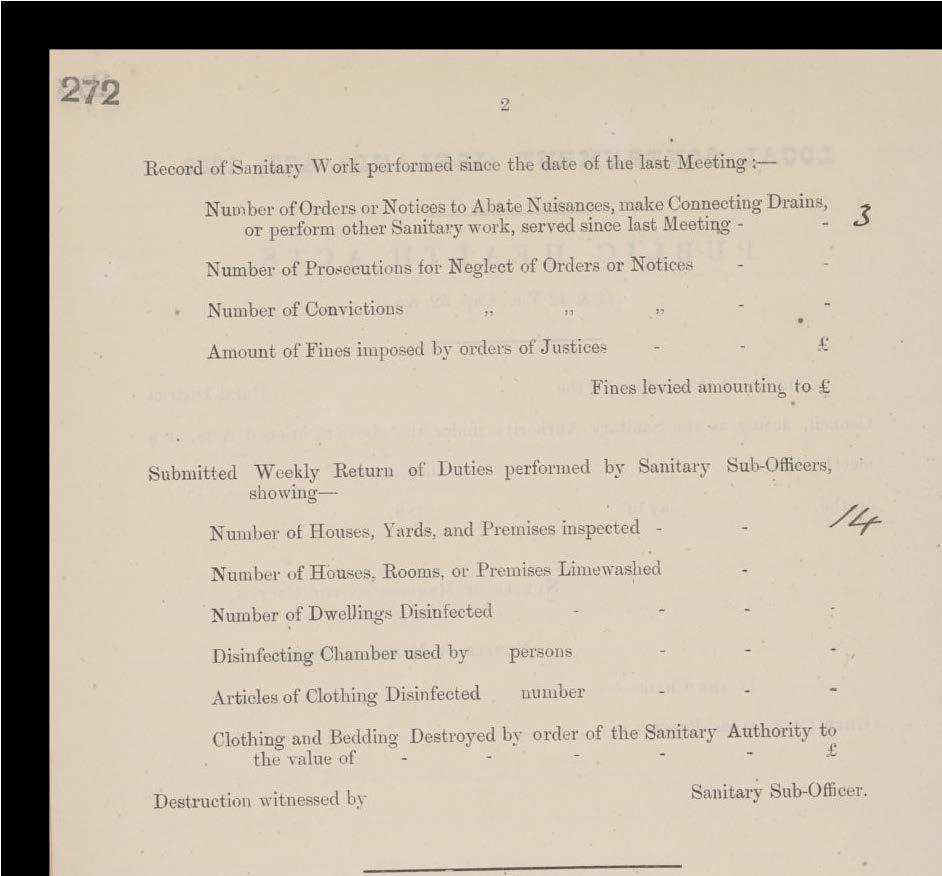 272
2
Record of Sanitary Work performed since the date of the last Meeting :—
Number of Orders or Notices to Abate Nuisances, make Connecting Drains,
or perform other Sanitary work, served since last Meeting - - 3
Number of Prosecutions for Neglect of Orders or Notices - -
Number of Convictions „ „ „ - -
Amount of Fines imposed by orders of Justices - - £
Fines levied amounting to £
Submitted Weekly Return of Duties performed by Sanitary Sub-Officers,
showing—
Number of Houses, Yards, and Premises inspected - - 14
Number of Houses, Rooms, or Premises Limewashed -
Number of Dwellings Disinfected - - - -
Disinfecting Chamber used by persons - - -
Articles of Clothing Disinfected number - - -
Clothing and Bedding Destroyed by order of the Sanitary Authority to
the value of - - - - - £
Destruction witnessed by Sanitary Sub-Officer.